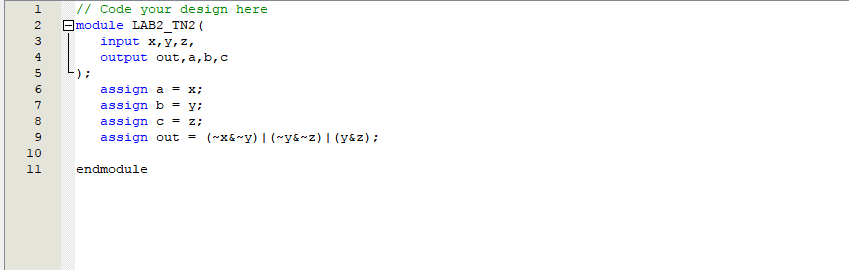 1 // Code your design here
2 module LAB2_TN2(
3 input x,y,z,
4 output out,a,b,c
5 );
6 assign a = x;
7 assign b = y;
8 assign c = z;
9 assign out = (~x&~y)|(~y&~z)|(y&z);
10
11 endmodule